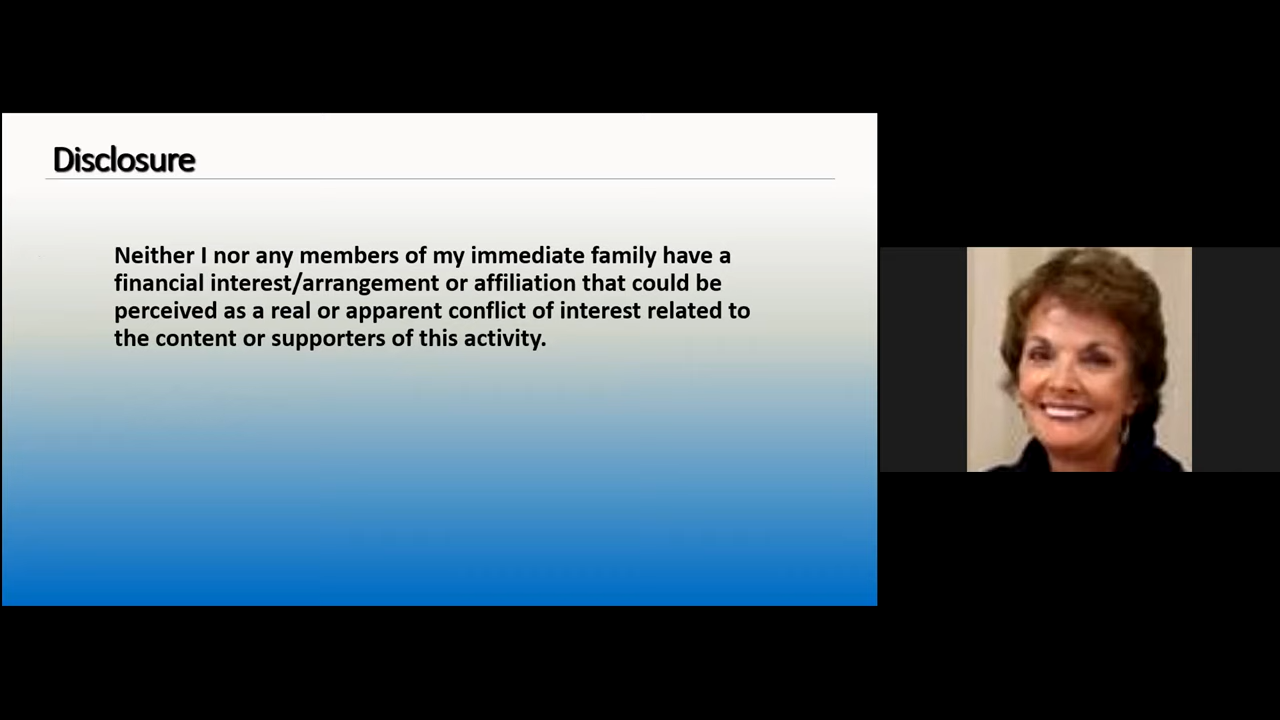 Disclosure
Neither I nor any members of my immediate family have a
financial interest/arrangement or affiliation that could be
perceived as a real or apparent conflict of interest related to
the content or supporters of this activity.